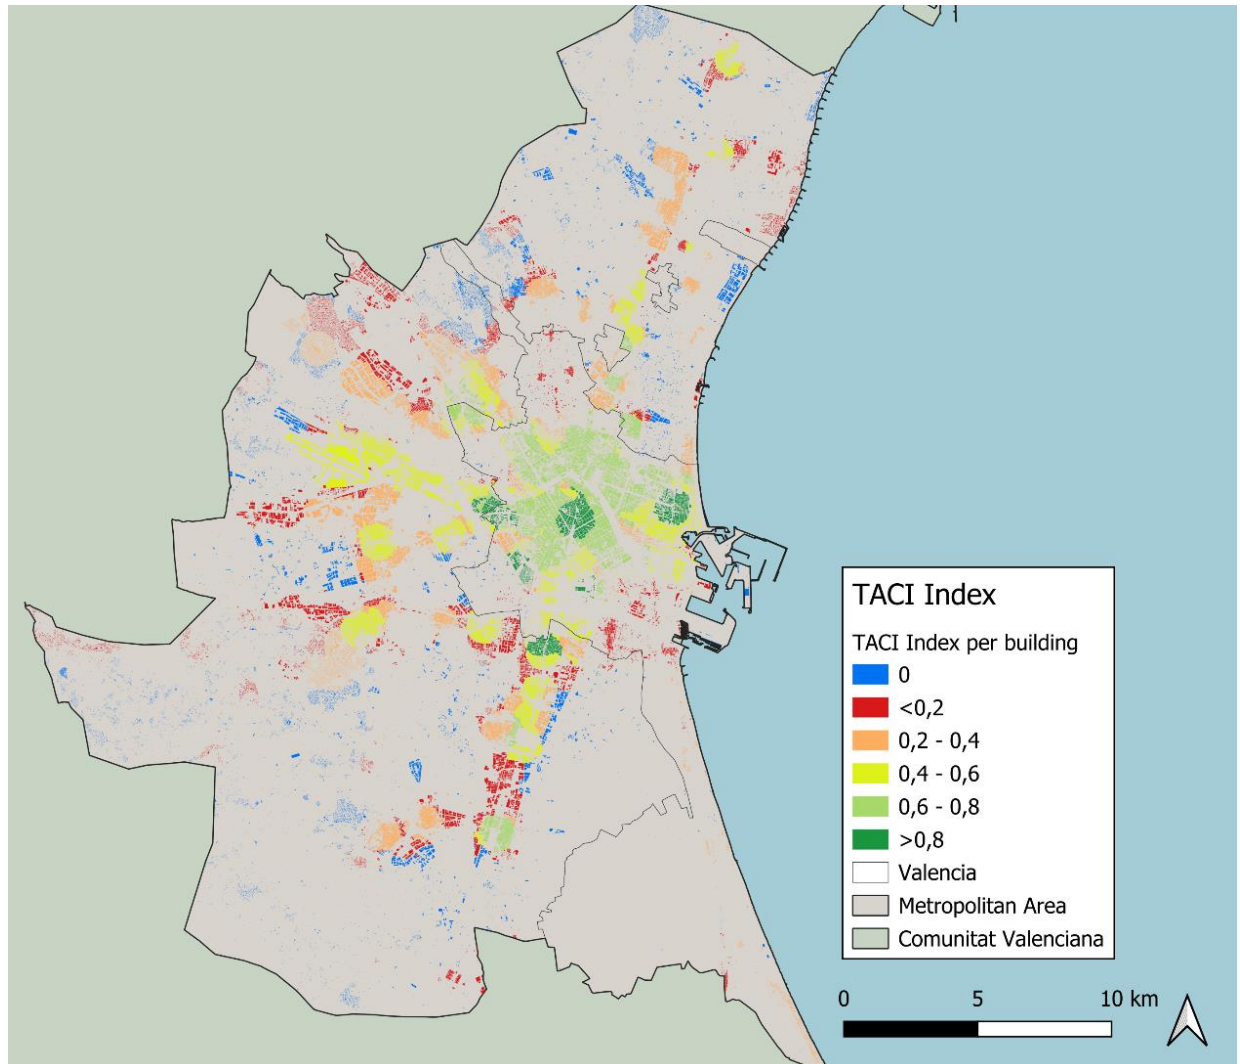 TACI Index
TACI Index per building
0
<0,2
0,2 - 0,4
0,4 - 0,6
0,6 - 0,8
>0,8
Valencia
Metropolitan Area
Comunitat Valenciana
0 5 10 km